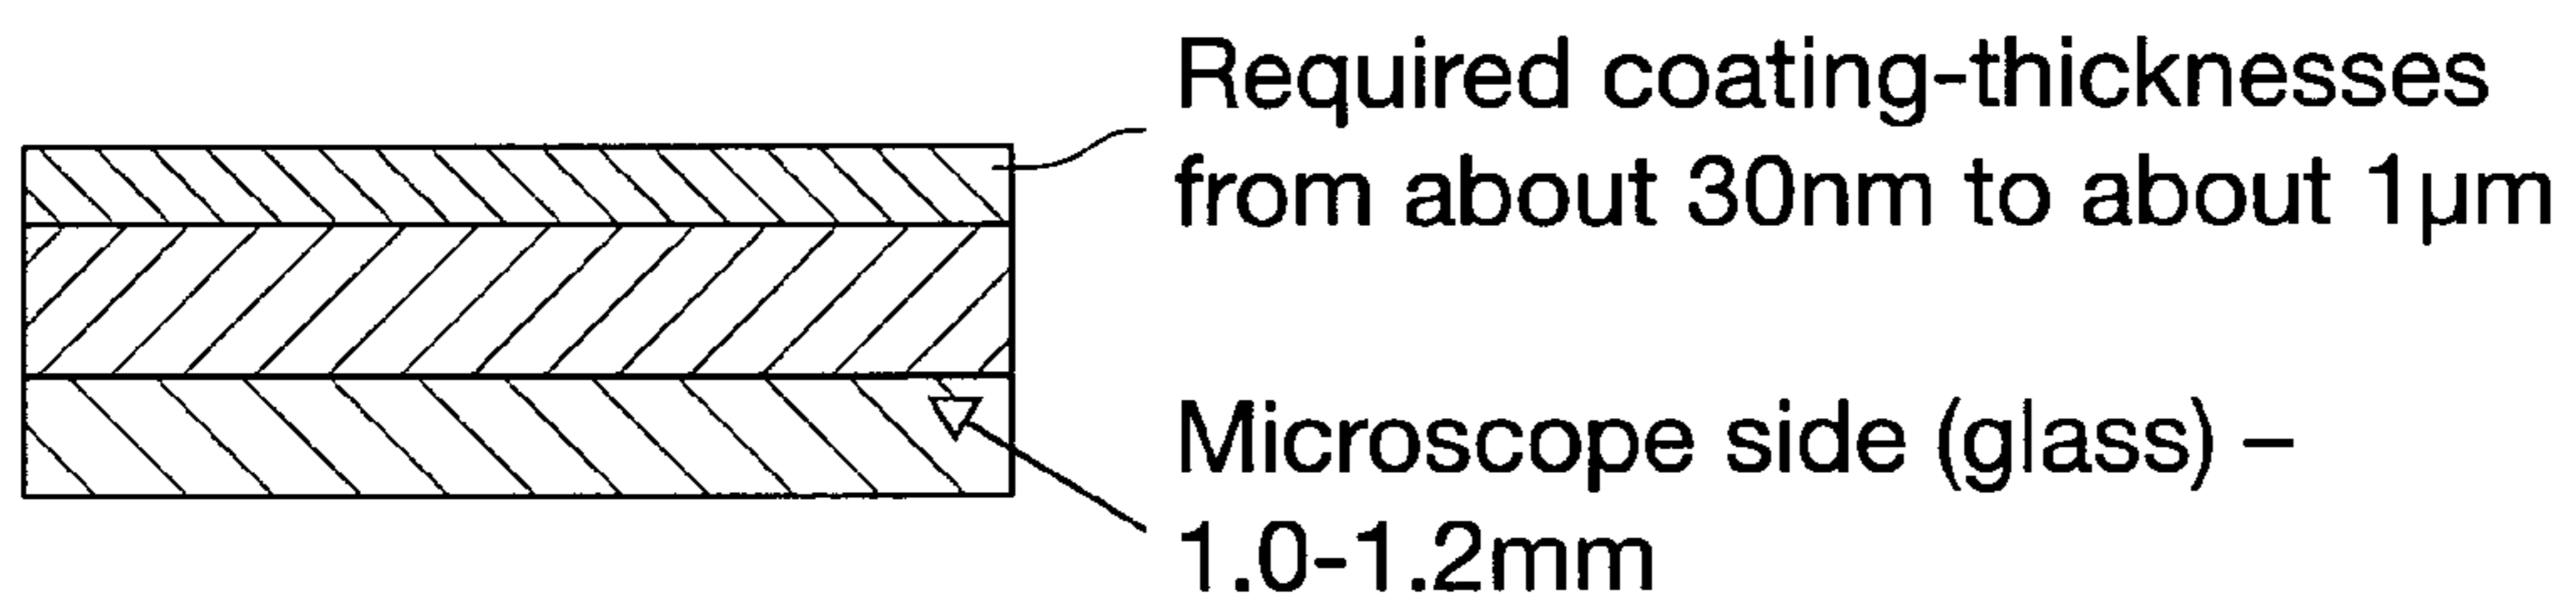 Required coating-thicknesses
from about 30nm to about 1µm
Microscope side (glass) –
1.0-1.2mm